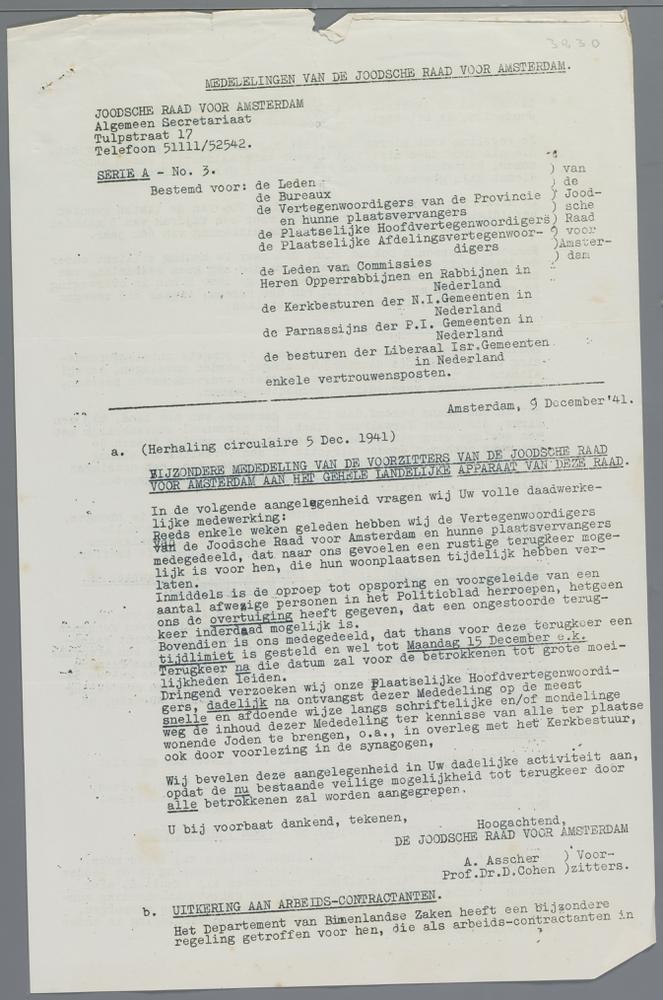 3830
MEDEDELINGEN VAN DE JOODSCHE RAAD VOOR AMSTERDAM.
JOODSCHE RAAD VOOR AMSTERDAM
Algemeen Secretariaat
Tulpstraat 17
Telefoon 51111/52542.
SERIE A - No. 3.
Bestemd voor: de Leden ) van
de Bureaux ) de
de Vertegenwoordigers van de Provincie ) Jood-
en hunne plaatsvervangers ) sche
de Plaatselijke Hoofdvertegenwoordigers) Raad
de Plaatselijke Afdelingsvertegenwoor- ) voor
digers )Amster-
de Leden van Commissies ) dam
Heren Opperrabbijnen en Rabbijnen in
Nederland
de Kerkbesturen der N.I.Gemeenten in
Nederland
de Parnassijns der P.I. Gemeenten in
Nederland
de besturen der Liberaal Isr.Gemeenten
in Nederland
enkele vertrouwensposten.
Amsterdam, 9 December '41.
a. (Herhaling circulaire 5 Dec. 1941)
BIJZONDERE MEDEDELING VAN DE VOORZITTERS VAN DE JOODSCHE RAAD
VOOR AMSTERDAM AAN HET GEHELE LANDELIJKE APPARAAT VAN DEZE RAAD.
In de volgende aangelegenheid vragen wij Uw volle daadwerke-
lijke medewerking:
Reeds enkele weken geleden hebben wij de Vertegenwoordigers
van de Joodsche Raad voor Amsterdam en hunne plaatsvervangers
medegedeeld, dat naar ons gevoelen een rustige terugkeer moge-
lijk is voor hen, die hun woonplaatsen tijdelijk hebben ver-
laten.
Inmiddels is de oproep tot opsporing en voorgeleide van een
aantal afwezige personen in het Politieblad herroepen, hetgeen
ons de overtuiging heeft gegeven, dat een ongestoorde terug-
keer inderdaad mogelijk is.
Bovendien is ons medegedeeld, dat thans voor deze terugkeer een
tijdlimiet is gesteld en wel tot Maandag 15 December e.k.
Terugkeer na die datum zal voor de betrokkenen tot grote moei-
lijkheden leiden.
Dringend verzoeken wij onze Plaatselijke Hoofdvertegenwoordi-
gers, dadelijk na ontvangst dezer Mededeling op de meest
snelle en afdoende wijze langs schriftelijke en/of mondelinge
weg de inhoud dezer Mededeling ter kennisse van alle ter plaatse
wonende Joden te brengen, o.a., in overleg met het Kerkbestuur,
ook door voorlezing in de synagogen,
Wij bevelen deze aangelegenheid in Uw dadelijke activiteit aan,
opdat de nu bestaande veilige mogelijkheid tot terugkeer door
alle betrokkenen zal worden aangegrepen.
U bij voorbaat dankend, tekenen,
Hoogachtend,
DE JOODSCHE RAAD VOOR AMSTERDAM
A. Asscher ) Voor-
Prof.Dr.D.Cohen )zitters.
b. UITKERING AAN ARBEIDS-CONTRACTANTEN.
Het Departement van Binnenlandse Zaken heeft een bijzondere
regeling getroffen voor hen, die als arbeids-contractanten in